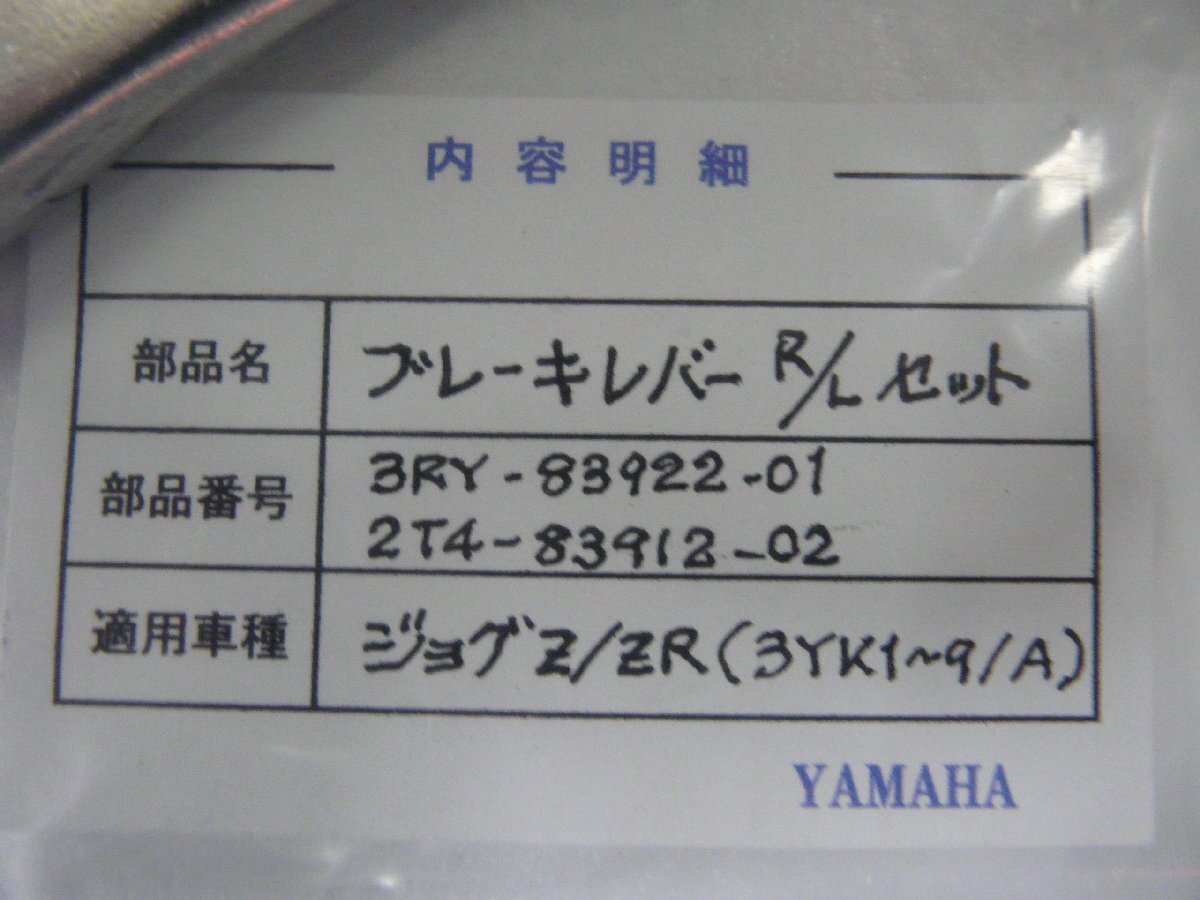 内容明細
部品名 ブレーキレバー R/L セット
部品番号 3RY-83922-01
2T4-83912-02
適用車種 ジョグZ/ZR(3YK1~9/A)
YAMAHA